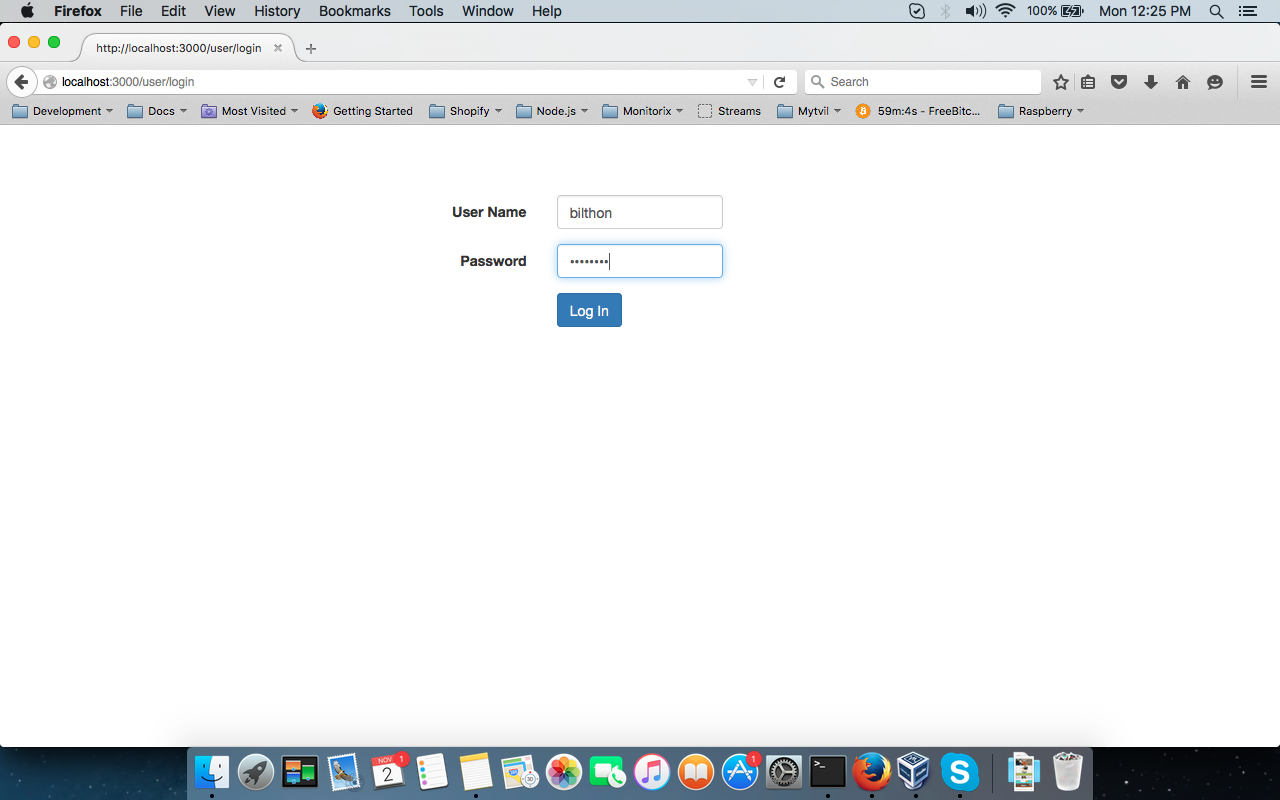 Firefox File Edit View History Bookmarks Tools Window Help 100% Mon 12:25 PM
http://localhost:3000/user/login
localhost:3000/user/login Search
Development Docs Most Visited Getting Started Shopify Node.js Monitorix Streams Mytvil 59m:4s - FreeBitc... Raspberry
User Name bilthon
Password ••••••••
Log In
NOV 1 1
2 >_ S